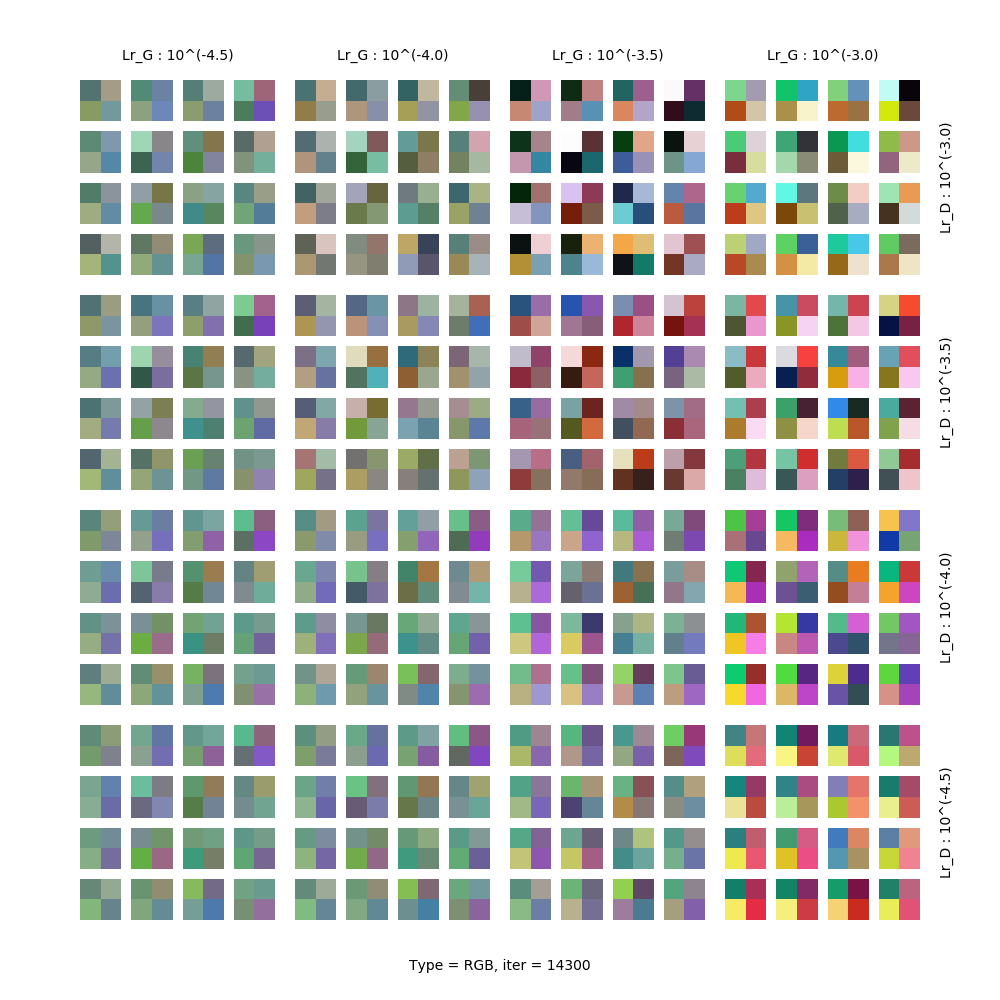 Lr_G : 10^(-4.5)
Lr_G : 10^(-4.0)
Lr_G : 10^(-3.5)
Lr_G : 10^(-3.0)
Lr_D : 10^(-3.0)
Lr_D : 10^(-3.5)
Lr_D : 10^(-4.0)
Lr_D : 10^(-4.5)
Type = RGB, iter = 14300